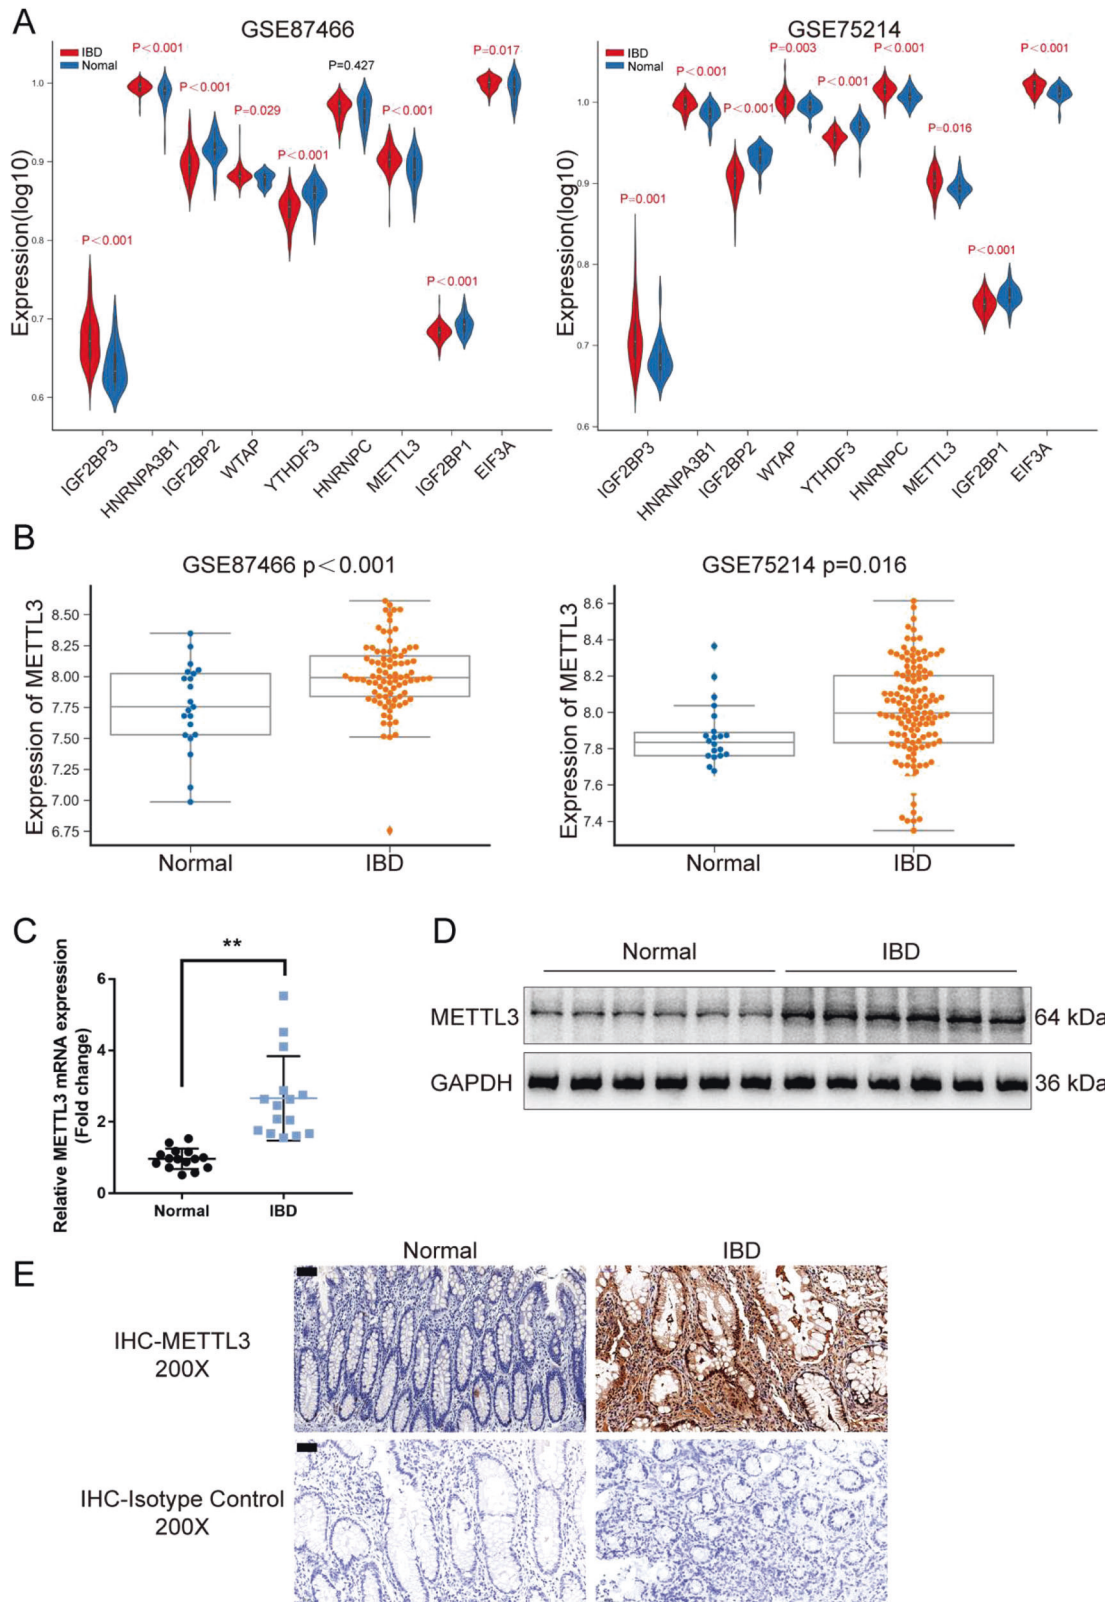 A
GSE87466
IBD
Nomal
P<0.001
P<0.001
P<0.001
P=0.029
P<0.001
P=0.427
P<0.001
P<0.001
P=0.017
Expression(log10)
1.0
0.9
0.8
0.7
0.6
IGF2BP3
HNRNPA3B1
IGF2BP2
WTAP
YTHDF3
HNRNPC
METTL3
IGF2BP1
EIF3A
GSE75214
IBD
Nomal
P=0.001
P<0.001
P<0.001
P=0.003
P<0.001
P<0.001
P=0.016
P<0.001
P<0.001
Expression(log10)
1.0
0.9
0.8
0.7
0.6
IGF2BP3
HNRNPA3B1
IGF2BP2
WTAP
YTHDF3
HNRNPC
METTL3
IGF2BP1
EIF3A
B
GSE87466 p<0.001
Expression of METTL3
8.50
8.25
8.00
7.75
7.50
7.25
7.00
6.75
Normal
IBD
GSE75214 p=0.016
Expression of METTL3
8.6
8.4
8.2
8.0
7.8
7.6
7.4
Normal
IBD
C
Relative METTL3 mRNA expression
(Fold change)
**
6
4
2
0
Normal
IBD
D
Normal
IBD
METTL3
64 kDa
GAPDH
36 kDa
E
Normal
IBD
IHC-METTL3
200X
IHC-Isotype Control
200X